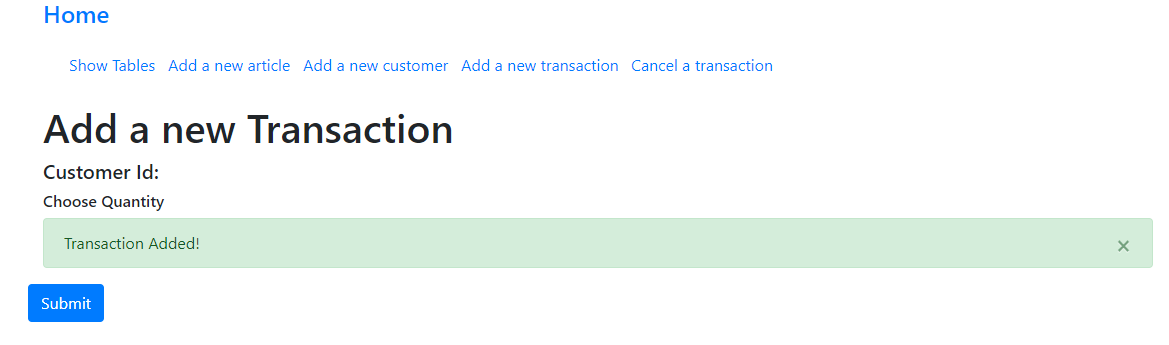 Home
Show Tables Add a new article Add a new customer Add a new transaction Cancel a transaction
Add a new Transaction
Customer Id:
Choose Quantity
Transaction Added! ×
Submit